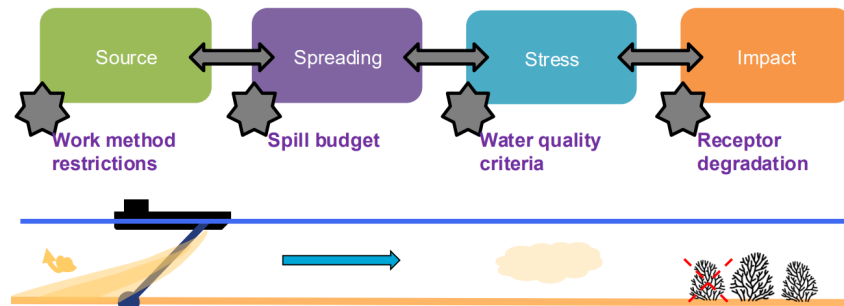 Source
Spreading
Stress
Impact
Work method
restrictions
Spill budget
Water quality
criteria
Receptor
degradation